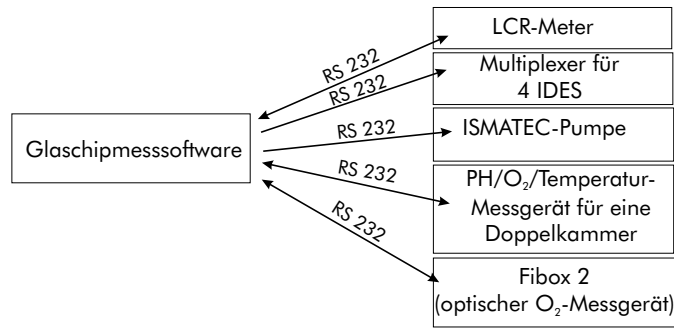 LCR-Meter
RS 232
Multiplexer für
4 IDES
RS 232
Glaschipmesssoftware
RS 232
ISMATEC-Pumpe
RS 232
PH/O₂/Temperatur-
Messgerät für eine
Doppelkammer
RS 232
Fibox 2
(optischer O₂-Messgerät)